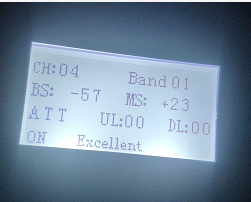 CH:04 Band 01
BS: -57 MS: +23
ATT UL:00 DL:00
ON Excellent